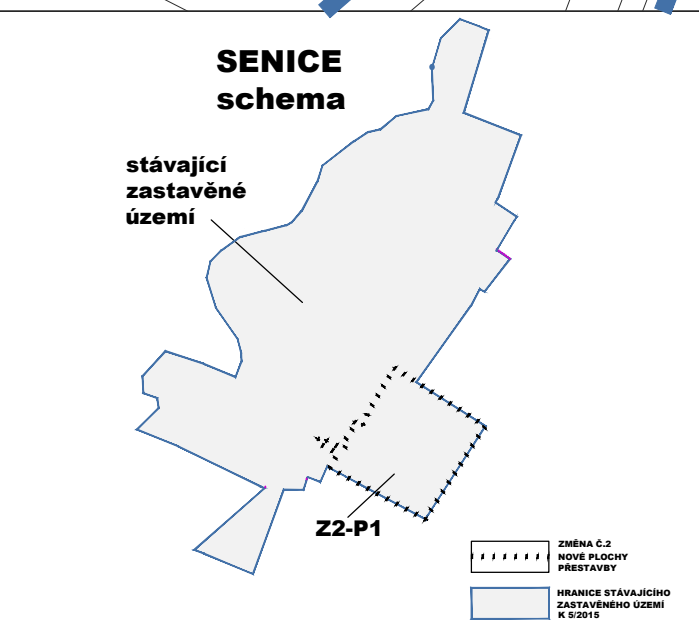 SENICE
schema
stávající
zastavěné
území
Z2-P1
ZMĚNA Č.2
NOVÉ PLOCHY
PŘESTAVBY
HRANICE STÁVAJÍCÍHO
ZASTAVĚNÉHO ÚZEMÍ
K 5/2015